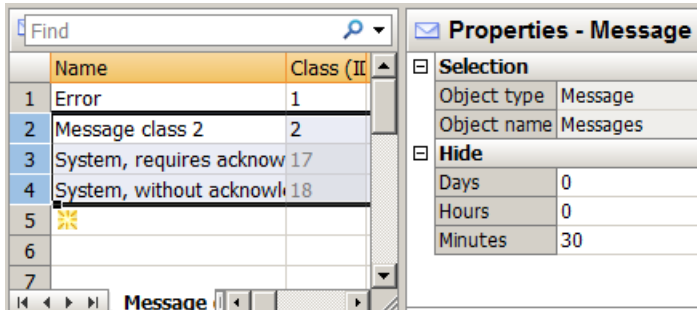 Find
Name Class (ID
1 Error 1
2 Message class 2 2
3 System, requires acknow 17
4 System, without acknowl 18
5
6
7
Message
Properties - Message
Selection
Object type Message
Object name Messages
Hide
Days 0
Hours 0
Minutes 30